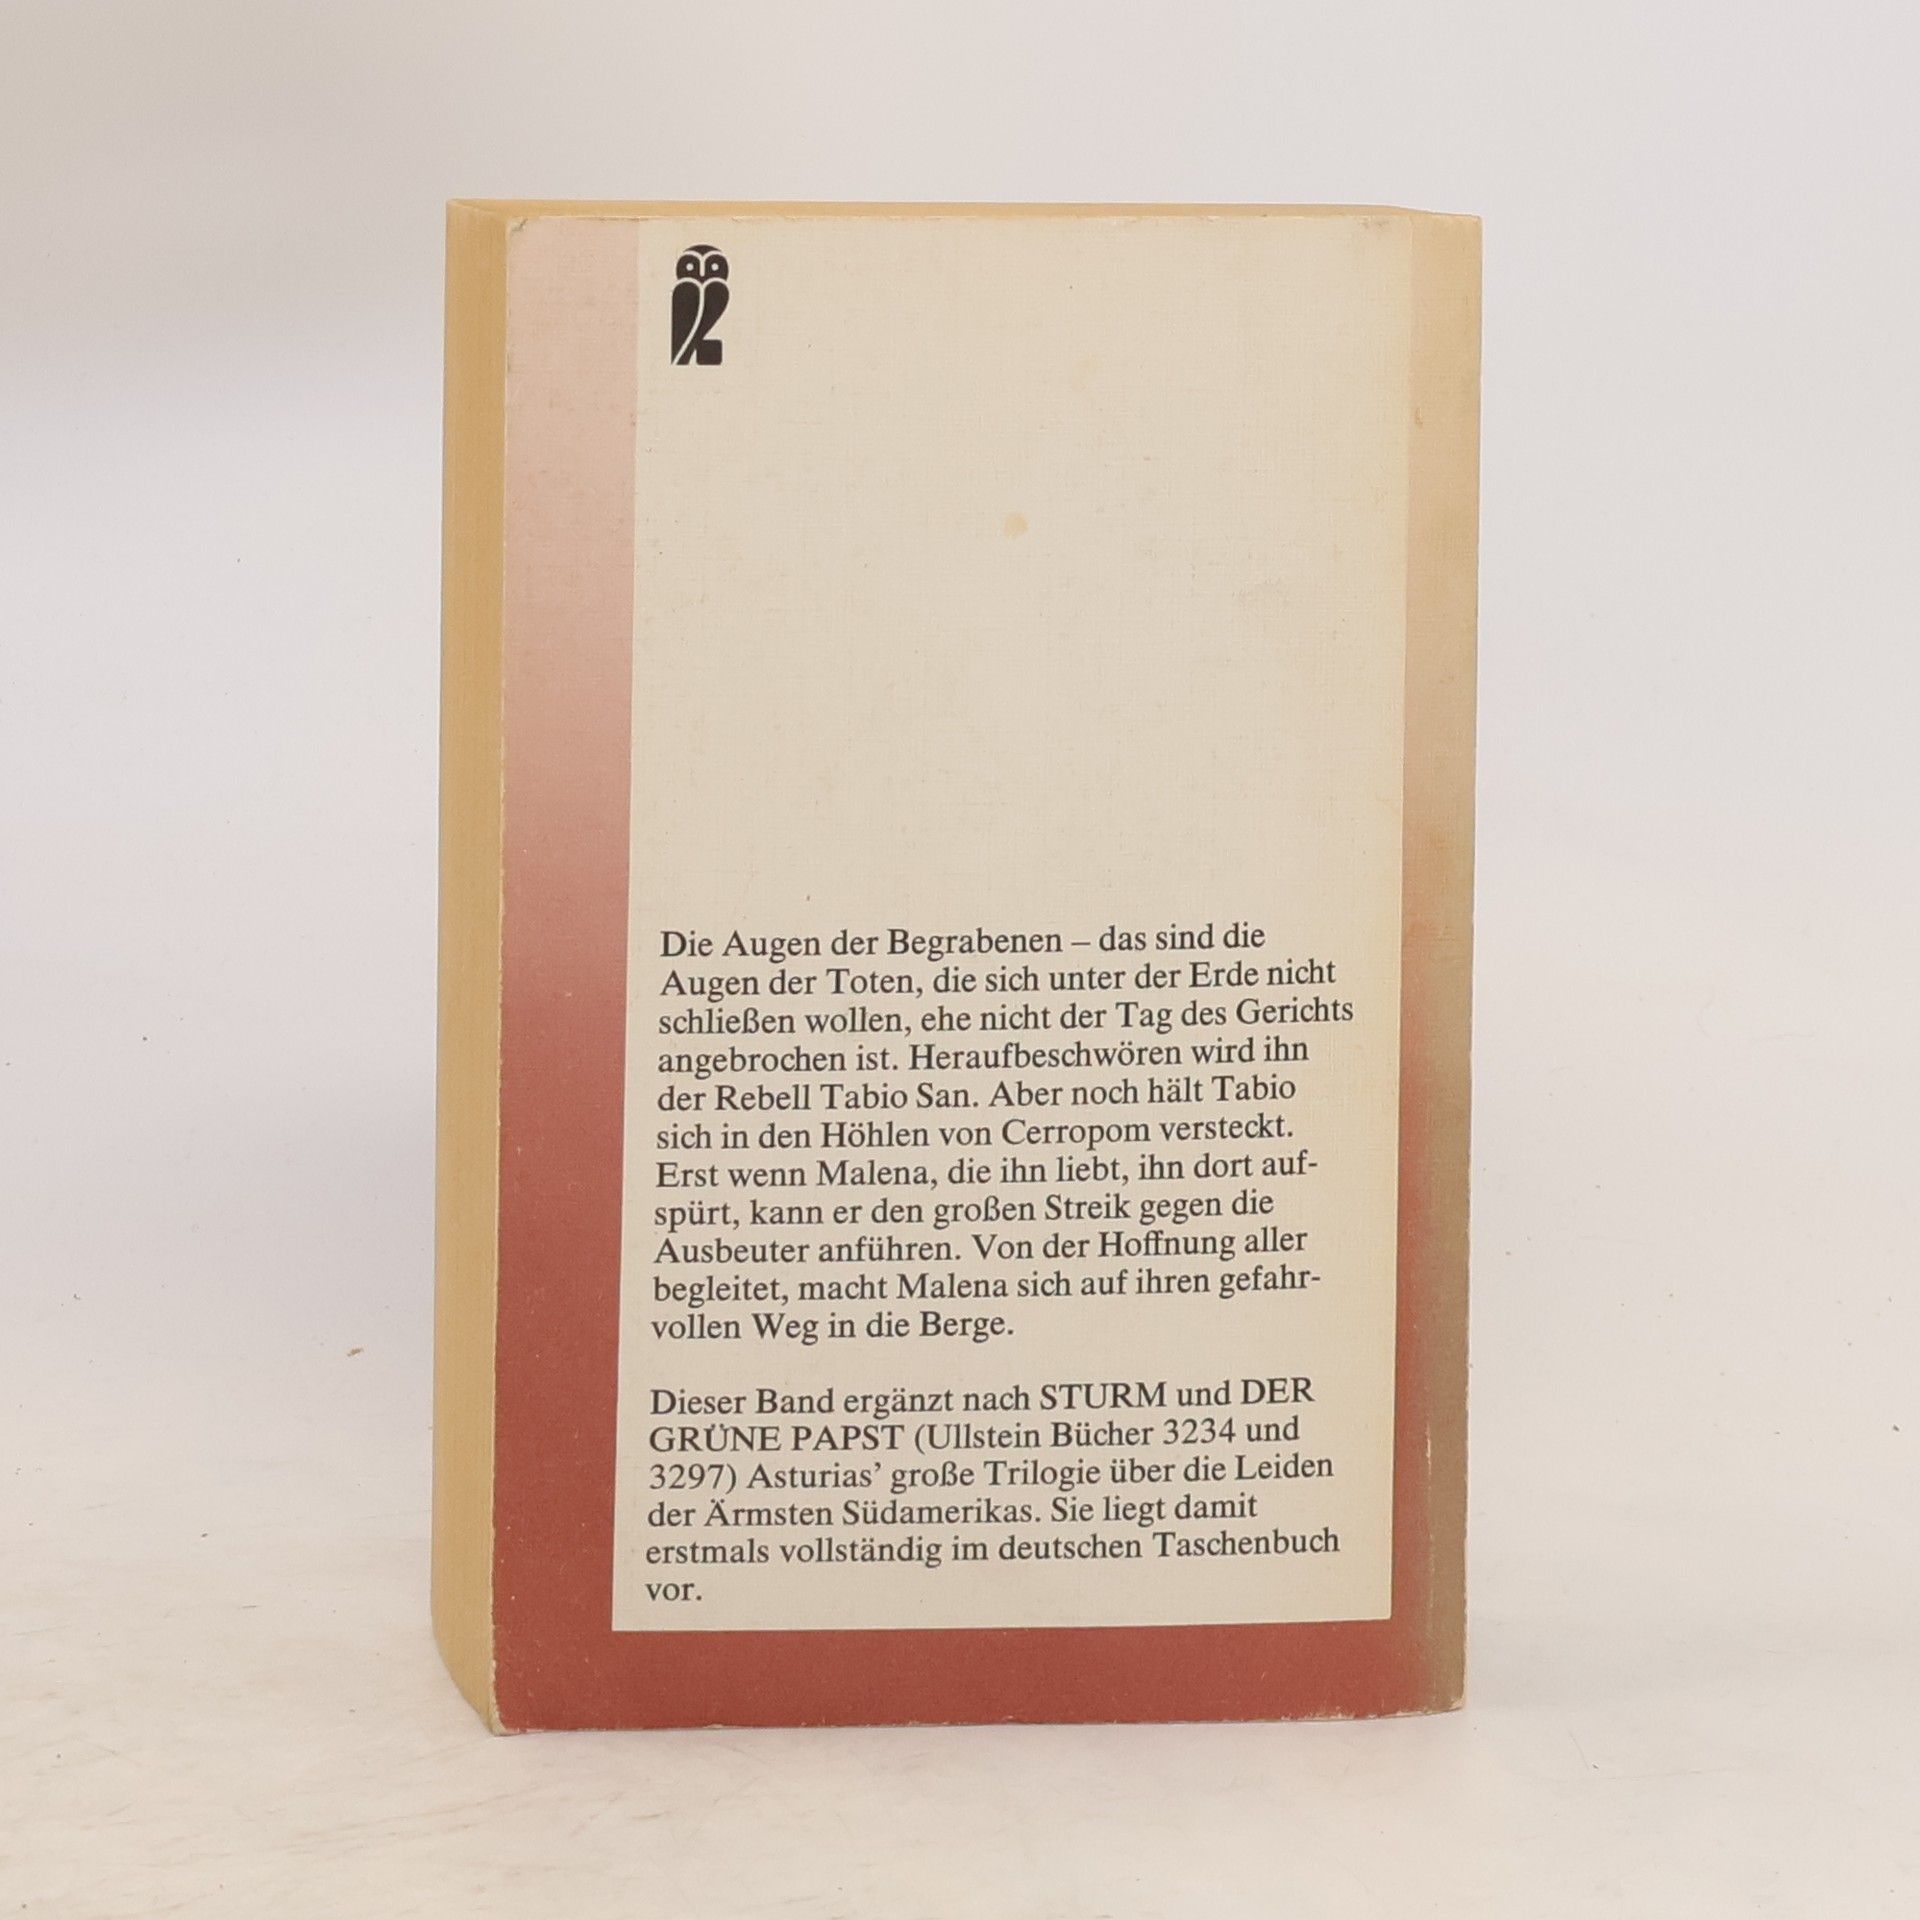 Die Augen der Begrabenen – das sind die
Augen der Toten, die sich unter der Erde nicht
schließen wollen, ehe nicht der Tag des Gerichts
angebrochen ist. Heraufbeschwören wird ihn
der Rebell Tabio San. Aber noch hält Tabio
sich in den Höhlen von Cerropom versteckt.
Erst wenn Malena, die ihn liebt, ihn dort auf-
spürt, kann er den großen Streik gegen die
Ausbeuter anführen. Von der Hoffnung aller
begleitet, macht Malena sich auf ihren gefahr-
vollen Weg in die Berge.
Dieser Band ergänzt nach STURM und DER
GRÜNE PAPST (Ullstein Bücher 3234 und
3297) Asturias’ große Trilogie über die Leiden
der Ärmsten Südamerikas. Sie liegt damit
erstmals vollständig im deutschen Taschenbuch
vor.